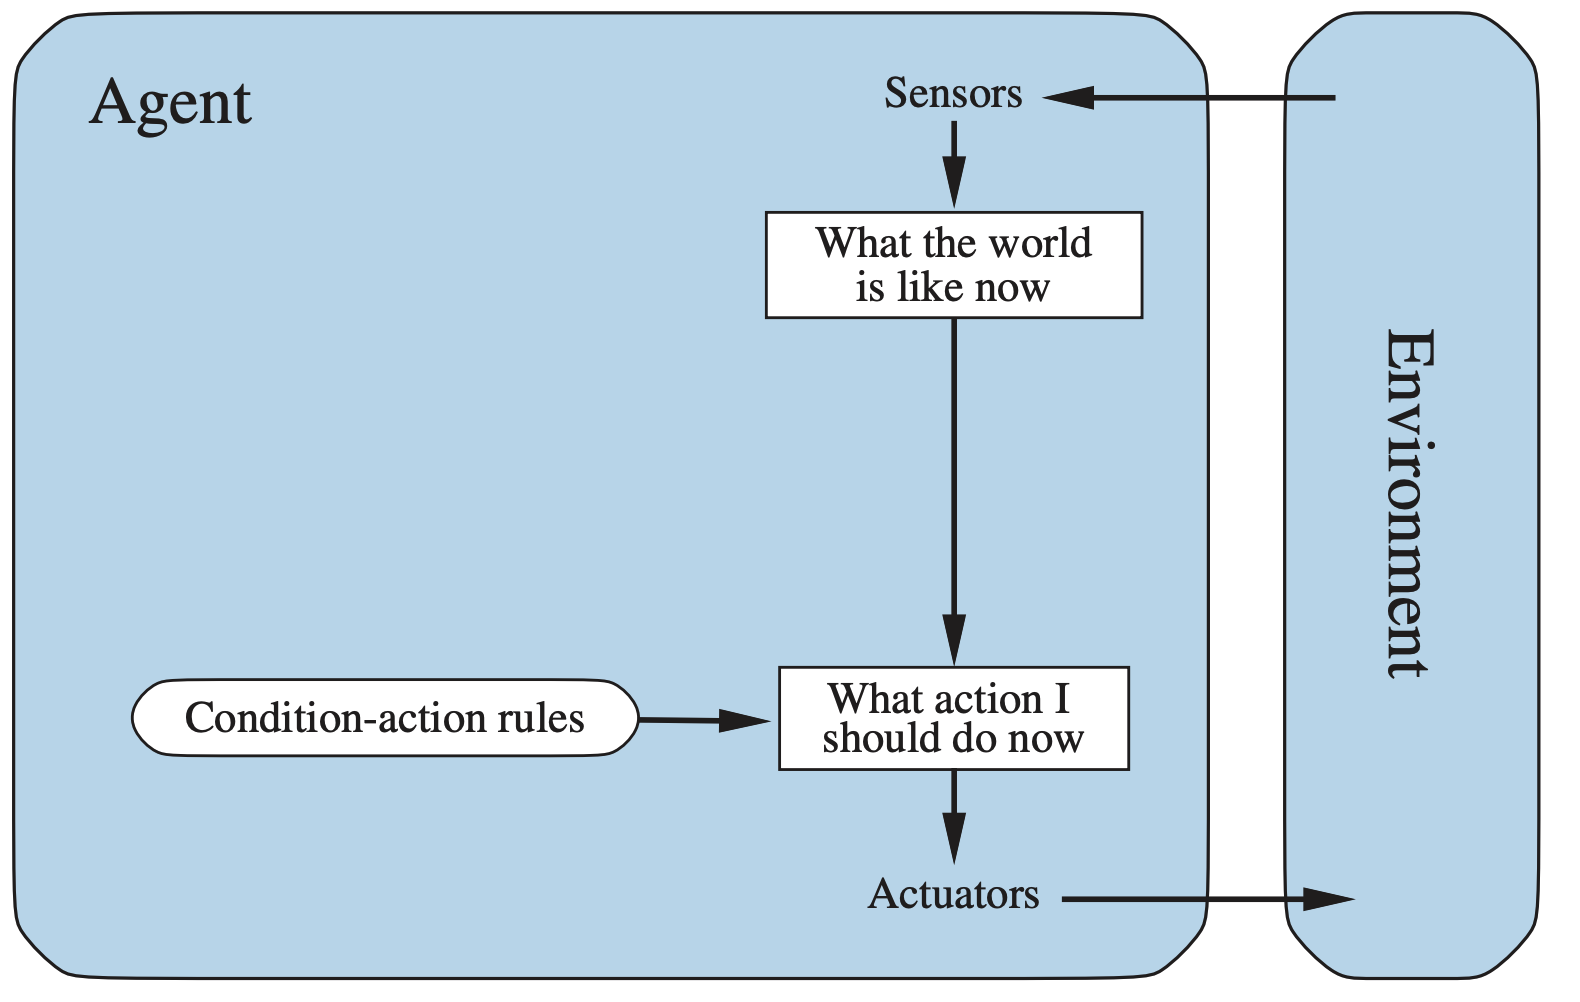 Agent
Sensors
What the world
is like now
Environment
Condition-action rules
What action I
should do now
Actuators